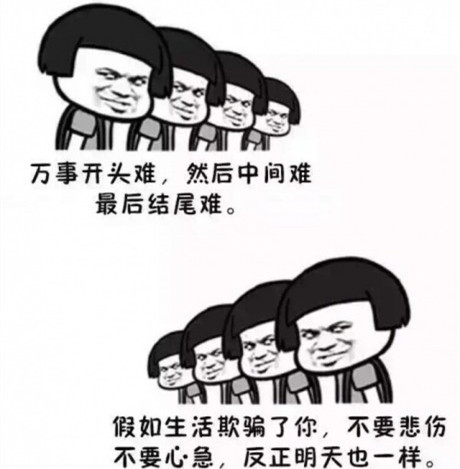 万事开头难，然后中间难
最后结尾难。
假如生活欺骗了你，不要悲伤
不要心急，反正明天也一样。